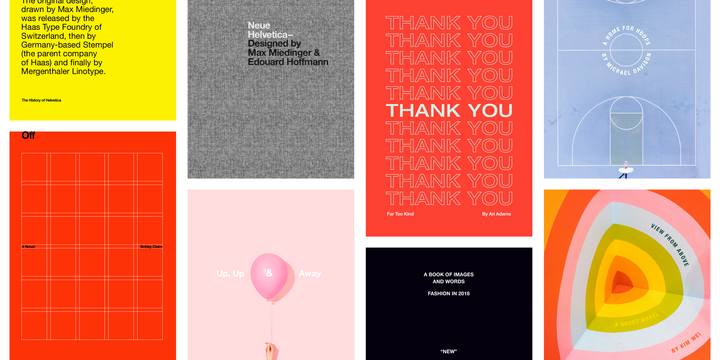 The original design,
drawn by Max Miedinger,
was released by the
Haas Type Foundry of
Switzerland, then by
Germany-based Stempel
(the parent company
of Haas) and finally by
Mergenthaler Linotype.
The History of Helvetica
Off
A Novel
Bobby Chara
Neue
Helvetica–
Designed by
Max Miedinger &
Edouard Hoffmann
Up, Up
&
Away
THANK YOU
THANK YOU
THANK YOU
THANK YOU
THANK YOU
THANK YOU
THANK YOU
THANK YOU
THANK YOU
THANK YOU
THANK YOU
Far Too Kind
By Ari Adams
A BOOK OF IMAGES
AND WORDS
FASHION IN 2018
“NEW”
A HOME FOR HOOPS
BY MICHAEL DAVISON
VIEW FROM ABOVE
A SHORT NOVEL
BY KIM WEI